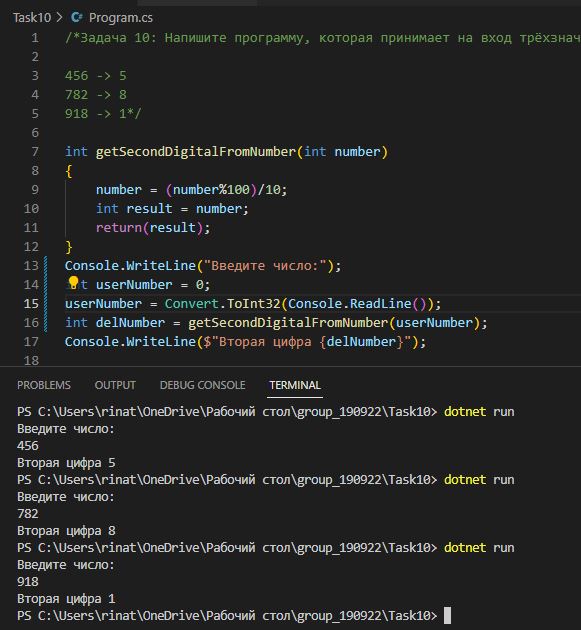 Task10 > Program.cs
1 /*Задача 10: Напишите программу, которая принимает на вход трёхзнач
2
3 456 -> 5
4 782 -> 8
5 918 -> 1*/
6
7 int getSecondDigitalFromNumber(int number)
8 {
9 number = (number%100)/10;
10 int result = number;
11 return(result);
12 }
13 Console.WriteLine("Введите число:");
14 t userNumber = 0;
15 userNumber = Convert.ToInt32(Console.ReadLine());
16 int delNumber = getSecondDigitalFromNumber(userNumber);
17 Console.WriteLine($"Вторая цифра {delNumber}");
18
PROBLEMS OUTPUT DEBUG CONSOLE TERMINAL
PS C:\Users\rinat\OneDrive\Рабочий стол\group_190922\Task10> dotnet run
Введите число:
456
Вторая цифра 5
PS C:\Users\rinat\OneDrive\Рабочий стол\group_190922\Task10> dotnet run
Введите число:
782
Вторая цифра 8
PS C:\Users\rinat\OneDrive\Рабочий стол\group_190922\Task10> dotnet run
Введите число:
918
Вторая цифра 1
PS C:\Users\rinat\OneDrive\Рабочий стол\group_190922\Task10>